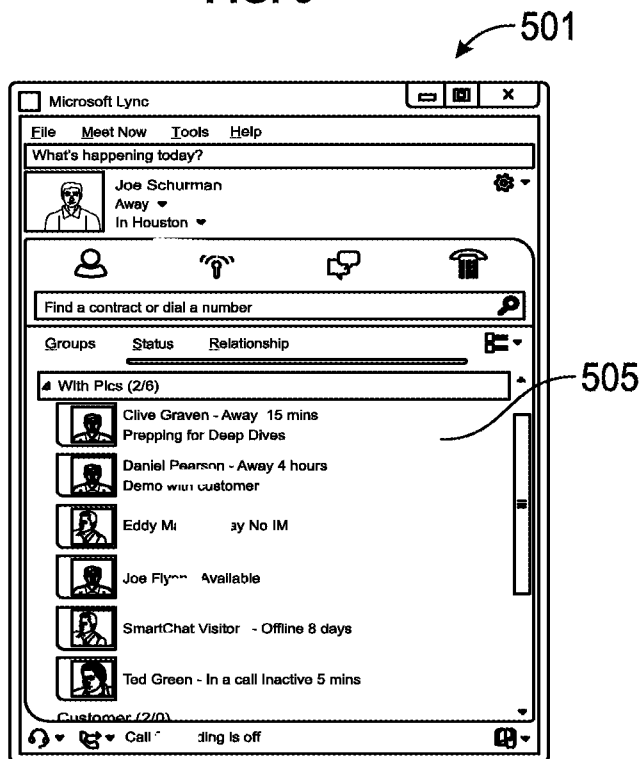 501
Microsoft Lync
File Meet Now Tools Help
What's happening today?
Joe Schurman
Away
In Houston
Find a contract or dial a number
Groups Status Relationship
With Pics (2/6)
505
Clive Graven - Away 15 mins
Prepping for Deep Dives
Daniel Pearson - Away 4 hours
Demo with customer
Eddy No IM
Joe Available
SmartChat Visitor - Offline 8 days
Ted Green - In a call Inactive 5 mins
Customer (2/0)
Call is off